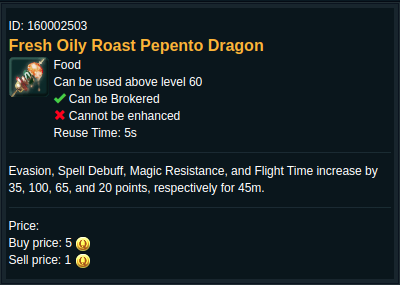 ID: 160002503
Fresh Oily Roast Pepento Dragon
Food
Can be used above level 60
Can be Brokered
Cannot be enhanced
Reuse Time: 5s
Evasion, Spell Debuff, Magic Resistance, and Flight Time increase by
35, 100, 65, and 20 points, respectively for 45m.
Price:
Buy price: 5
Sell price: 1